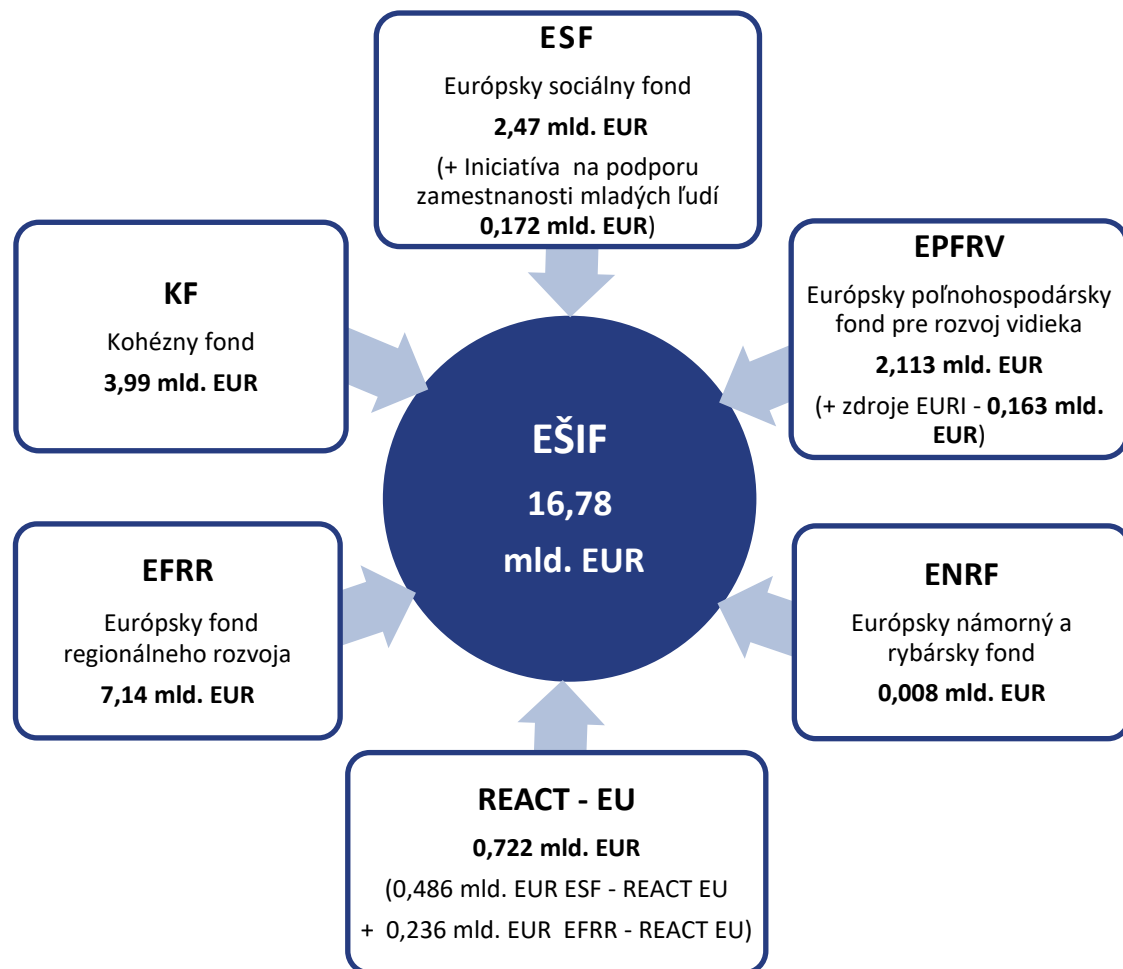 ESF
Európsky sociálny fond
2,47 mld. EUR
(+ Iniciatíva na podporu
zamestnanosti mladých ľudí
0,172 mld. EUR)
KF
Kohézny fond
3,99 mld. EUR
EPFRV
Európsky poľnohospodársky
fond pre rozvoj vidieka
2,113 mld. EUR
(+ zdroje EURI - 0,163 mld.
EUR)
EŠIF
16,78
mld. EUR
EFRR
Európsky fond
regionálneho rozvoja
7,14 mld. EUR
ENRF
Európsky námorný a
rybársky fond
0,008 mld. EUR
REACT - EU
0,722 mld. EUR
(0,486 mld. EUR ESF - REACT EU
+ 0,236 mld. EUR EFRR - REACT EU)